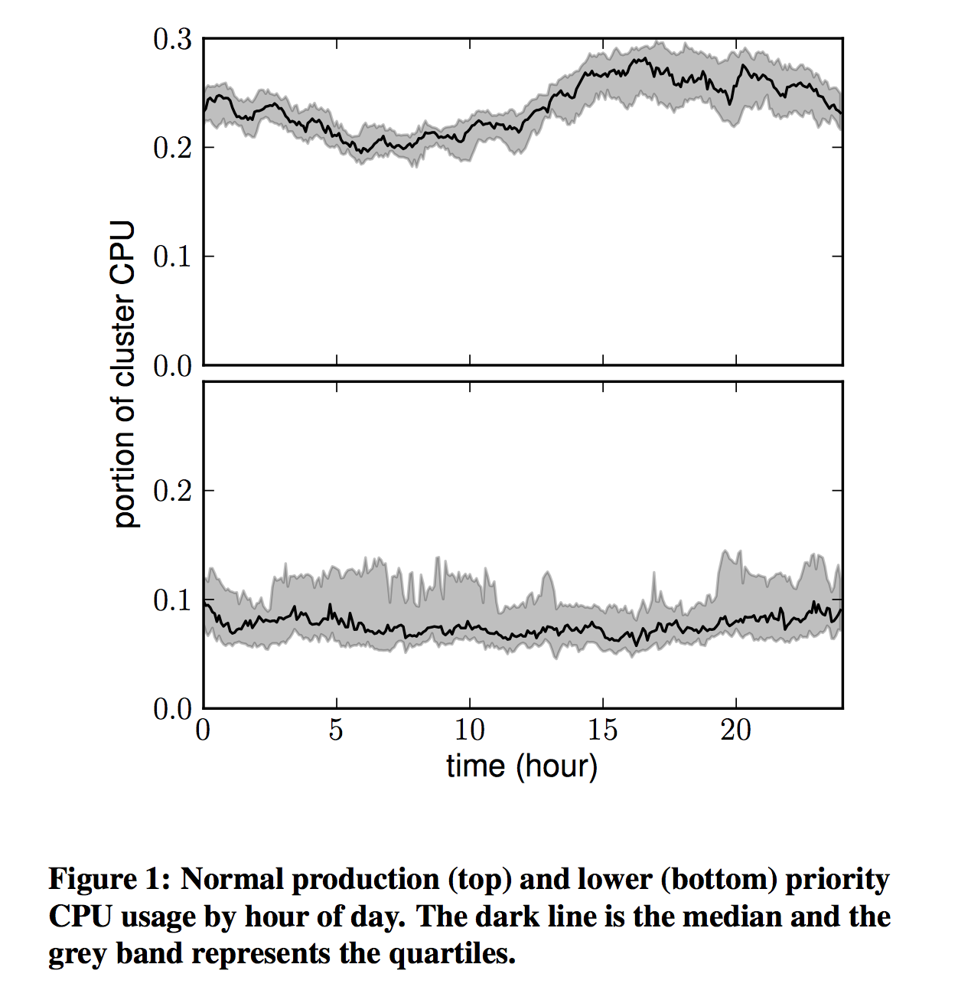 0.3
0.2
0.1
0.0
portion of cluster CPU
0.2
0.1
0.0
0 5 10 15 20
time (hour)
Figure 1: Normal production (top) and lower (bottom) priority
CPU usage by hour of day. The dark line is the median and the
grey band represents the quartiles.